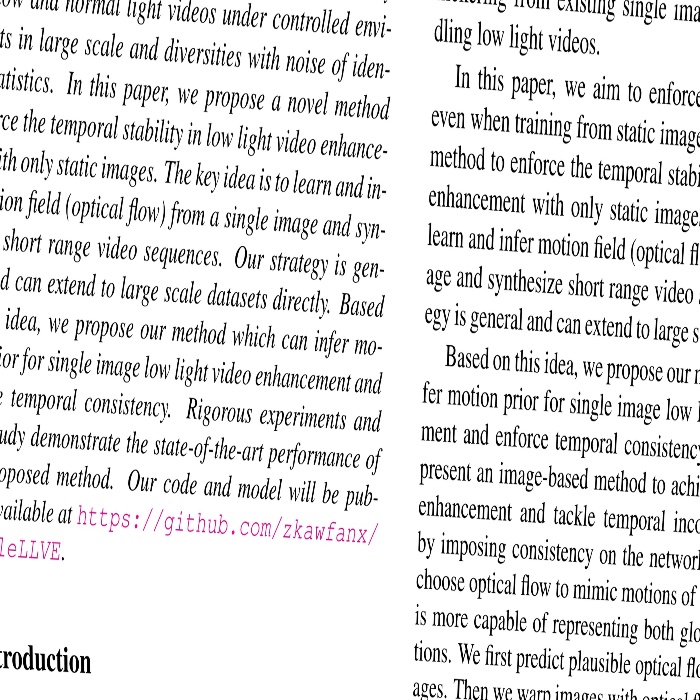 and normal light videos under controlled envi-
ts in large scale and diversities with noise of iden-
atistics. In this paper, we propose a novel method
rce the temporal stability in low light video enhance-
ith only static images. The key idea is to learn and in-
ion field (optical flow) from a single image and syn-
short range video sequences. Our strategy is gen-
d can extend to large scale datasets directly. Based
idea, we propose our method which can infer mo-
ior for single image low light video enhancement and
e temporal consistency. Rigorous experiments and
udy demonstrate the state-of-the-art performance of
oposed method. Our code and model will be pub-
vailable at https://github.com/zkawfanx/
leLLVE.
troduction
from existing single ima
dling low light videos.
In this paper, we aim to enforce
even when training from static image
method to enforce the temporal stabi
enhancement with only static image
learn and infer motion field (optical fl
age and synthesize short range video
egy is general and can extend to large s
Based on this idea, we propose our m
fer motion prior for single image low l
ment and enforce temporal consistency
present an image-based method to achi
enhancement and tackle temporal inco
by imposing consistency on the network
choose optical flow to mimic motions of
is more capable of representing both glo
tions. We first predict plausible optical fl
ages. Then we warp images with optical fl